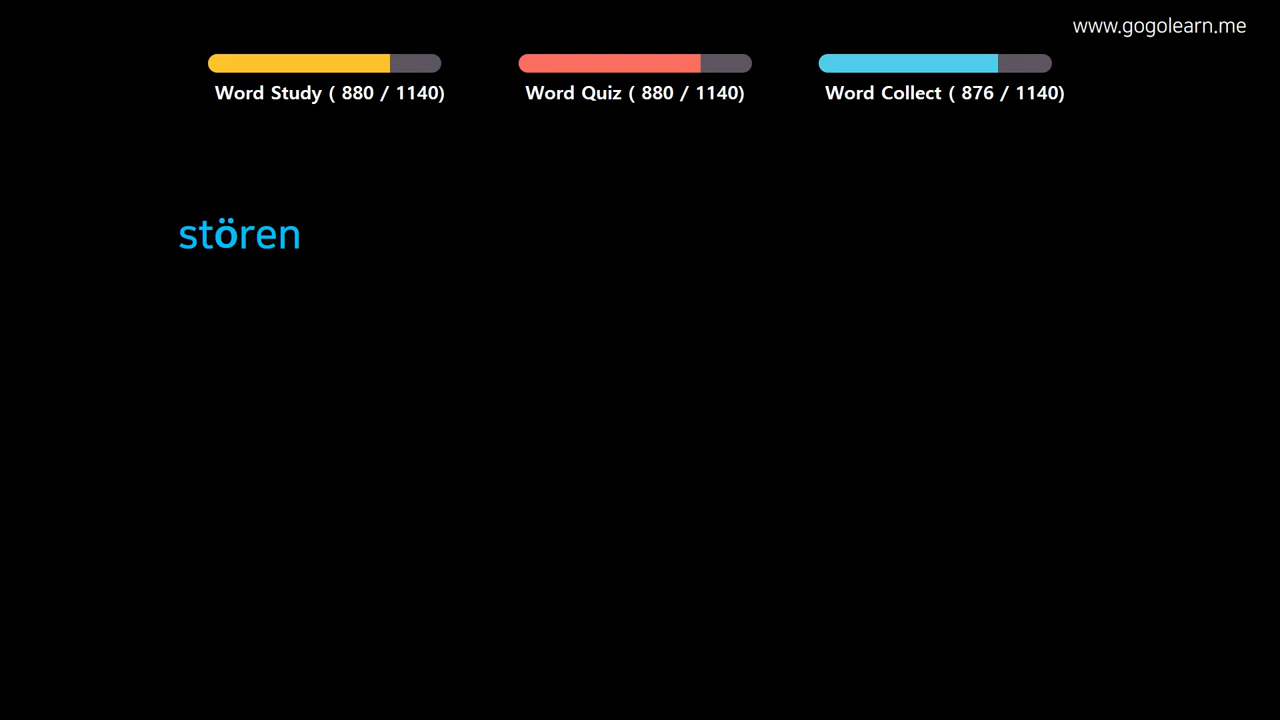 www.gogolearn.me
Word Study ( 880 / 1140)
Word Quiz ( 880 / 1140)
Word Collect ( 876 / 1140)
stören